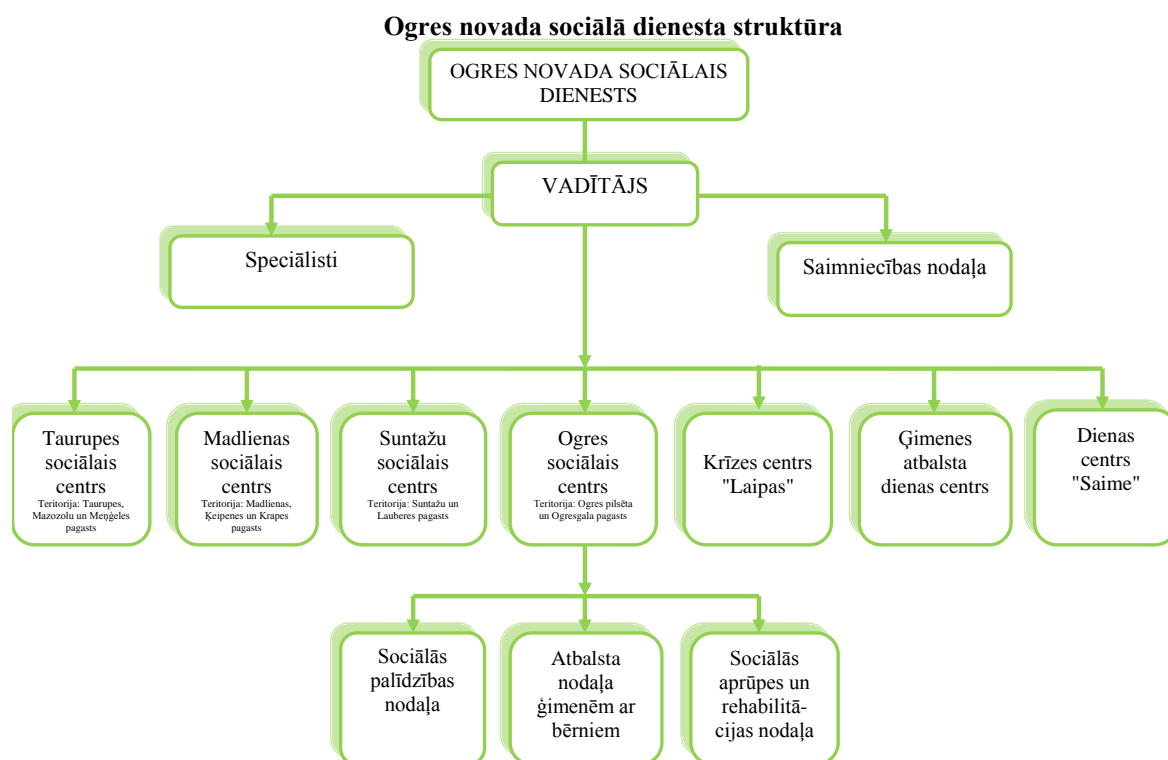 Ogres novada sociālā dienesta struktūra
OGRES NOVADA SOCIĀLAIS
DIENESTS
VADĪTĀJS
Speciālisti
Saimniecības nodaļa
Taurupes
sociālais
centrs
Teritorija: Taurupes,
Mazozolu un Meņģeles
pagasts
Madlienas
sociālais
centrs
Teritorija: Madlienas,
Ķeipenes un Krapes
pagasts
Suntažu
sociālais
centrs
Teritorija: Suntažu un
Lauberes pagasts
Ogres
sociālais
centrs
Teritorija: Ogres pilsēta
un Ogresgala pagasts
Krīzes centrs
"Laipas"
Ģimenes
atbalsta
dienas centrs
Dienas
centrs
"Saime"
Sociālās
palīdzības
nodaļa
Atbalsta
nodaļa
ģimenēm ar
bērniem
Sociālās
aprūpes un
rehabilitā-
cijas nodaļa